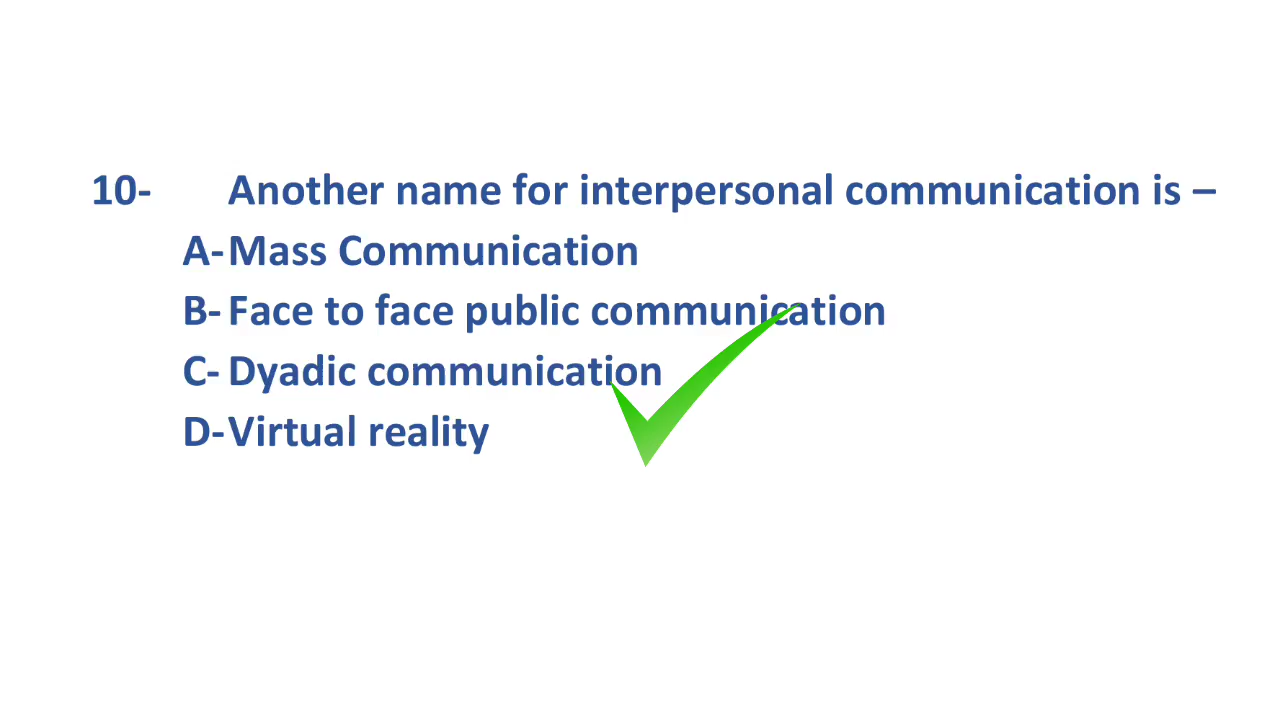 10- Another name for interpersonal communication is –
A- Mass Communication
B- Face to face public communication
C- Dyadic communication
D- Virtual reality